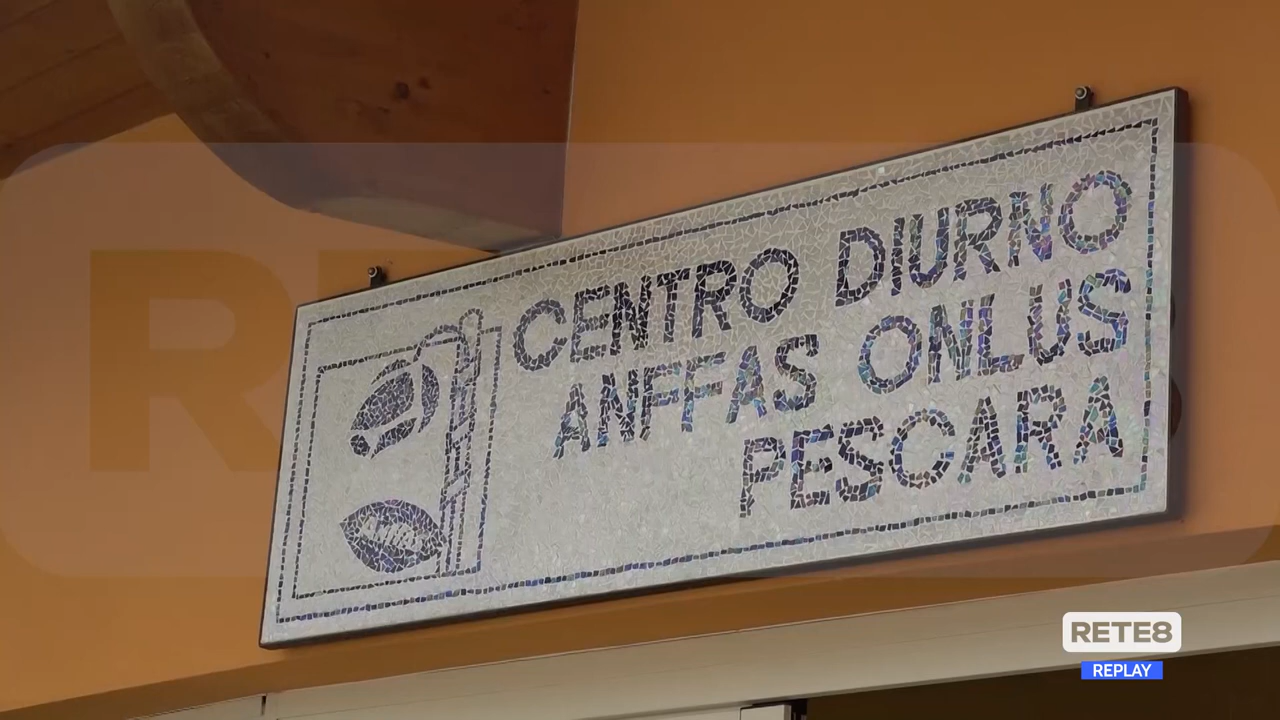 CENTRO DIURNO
ANFFAS ONLUS
PESCARA
RETE8
REPLAY